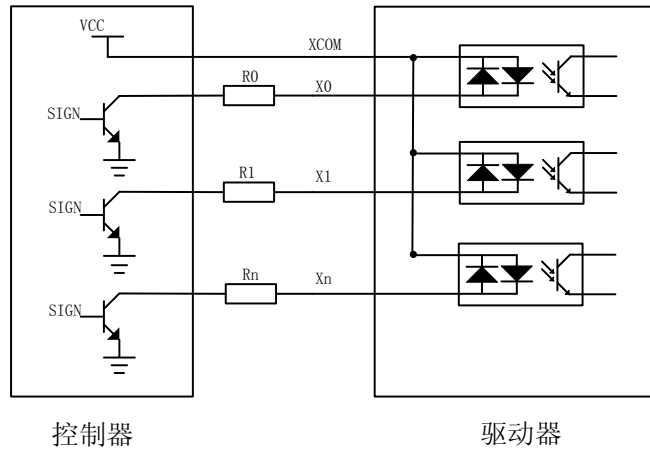 VCC
XCOM
R0
X0
SIGN
R1
X1
SIGN
Rn
Xn
SIGN
控制器
驱动器